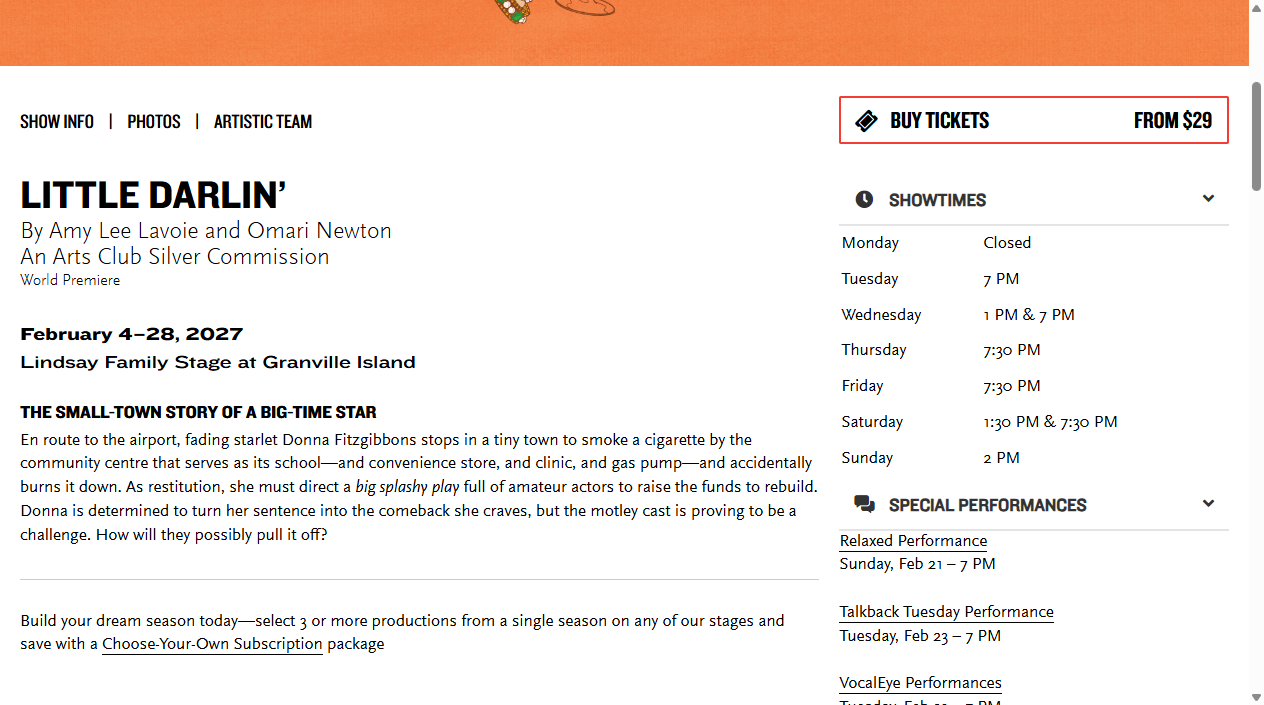 SHOW INFO | PHOTOS | ARTISTIC TEAM
LITTLE DARLIN’
By Amy Lee Lavoie and Omari Newton
An Arts Club Silver Commission
World Premiere
February 4–28, 2027
Lindsay Family Stage at Granville Island
THE SMALL-TOWN STORY OF A BIG-TIME STAR
En route to the airport, fading starlet Donna Fitzgibbons stops in a tiny town to smoke a cigarette by the
community centre that serves as its school—and convenience store, and clinic, and gas pump—and accidentally
burns it down. As restitution, she must direct a big splashy play full of amateur actors to raise the funds to rebuild.
Donna is determined to turn her sentence into the comeback she craves, but the motley cast is proving to be a
challenge. How will they possibly pull it off?
Build your dream season today—select 3 or more productions from a single season on any of our stages and
save with a Choose-Your-Own Subscription package
BUY TICKETS FROM $29
SHOWTIMES
Monday Closed
Tuesday 7 PM
Wednesday 1 PM & 7 PM
Thursday 7:30 PM
Friday 7:30 PM
Saturday 1:30 PM & 7:30 PM
Sunday 2 PM
SPECIAL PERFORMANCES
Relaxed Performance
Sunday, Feb 21 – 7 PM
Talkback Tuesday Performance
Tuesday, Feb 23 – 7 PM
VocalEye Performances